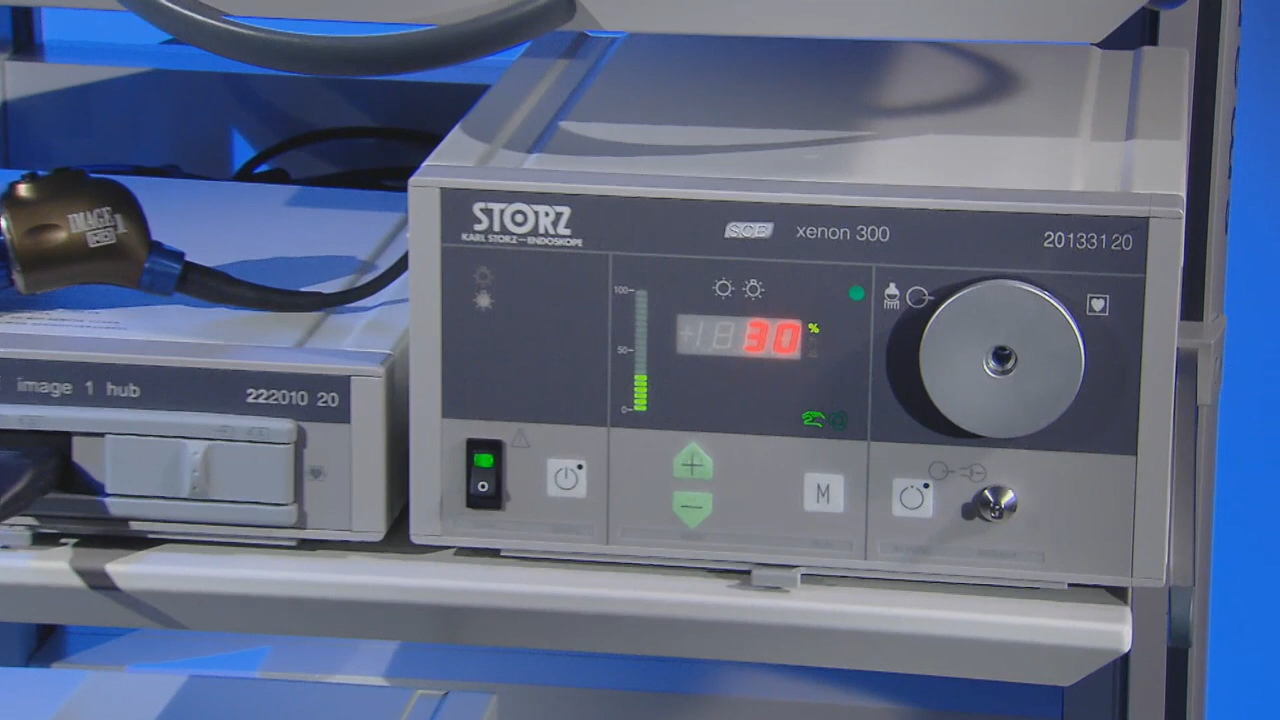 STORZ
KARL STORZ—ENDOSKOPE
SCB
xenon 300
20133120
IMAGE 1
100
30
%
50
0
image 1 hub
222010 20
M